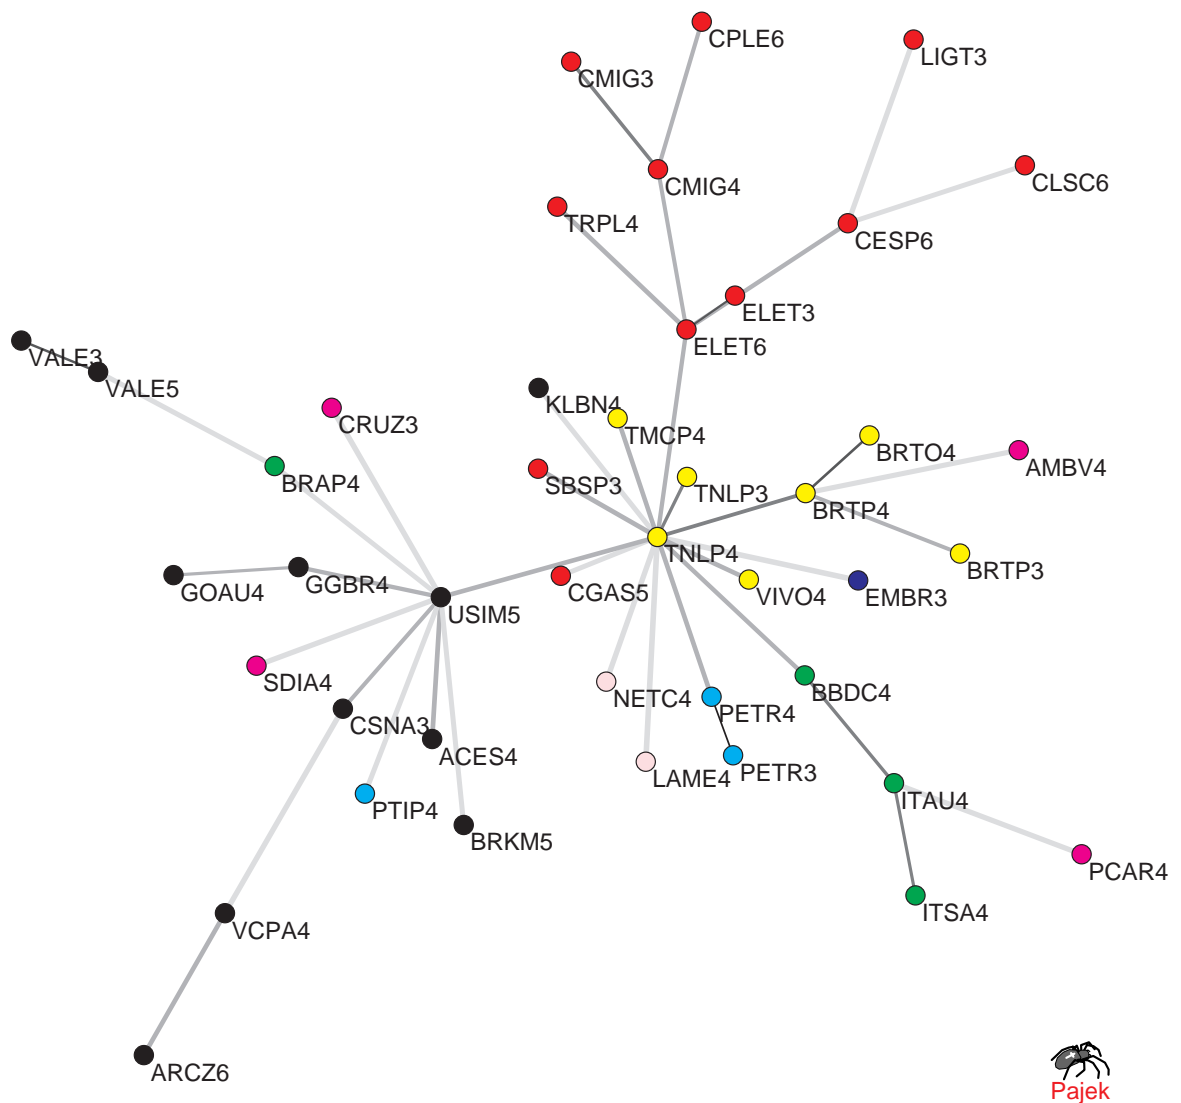 CPLE6
LIGT3
CMIG3
CLSC6
CMIG4
TRPL4
CESP6
ELET3
ELET6
VALE3
VALE5
KLBN4
CRUZ3
TMCP4
BRTO4
AMBV4
BRAP4
SBSP3
TNLP3
BRTP4
TNLP4
BRTP3
GOAU4
GGBR4
CGAS5
VIVO4
EMBR3
USIM5
SDIA4
NETC4
BBDC4
CSNA3
PETR4
ACES4
LAME4
PETR3
PTIP4
ITAU4
BRKM5
PCAR4
ITSA4
VCPA4
ARCZ6
Pajek